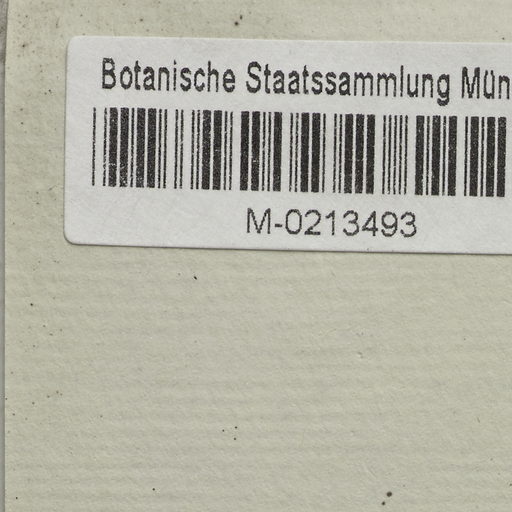 Botanische Staatssammlung Mün
M-0213493